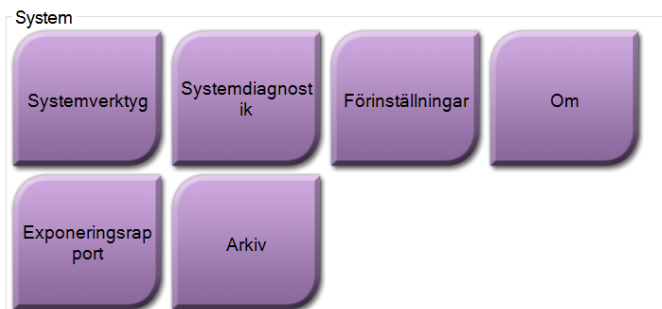 System
Systemverktyg
Systemdiagnost
ik
Förinställningar
Om
Exponeringsrap
port
Arkiv